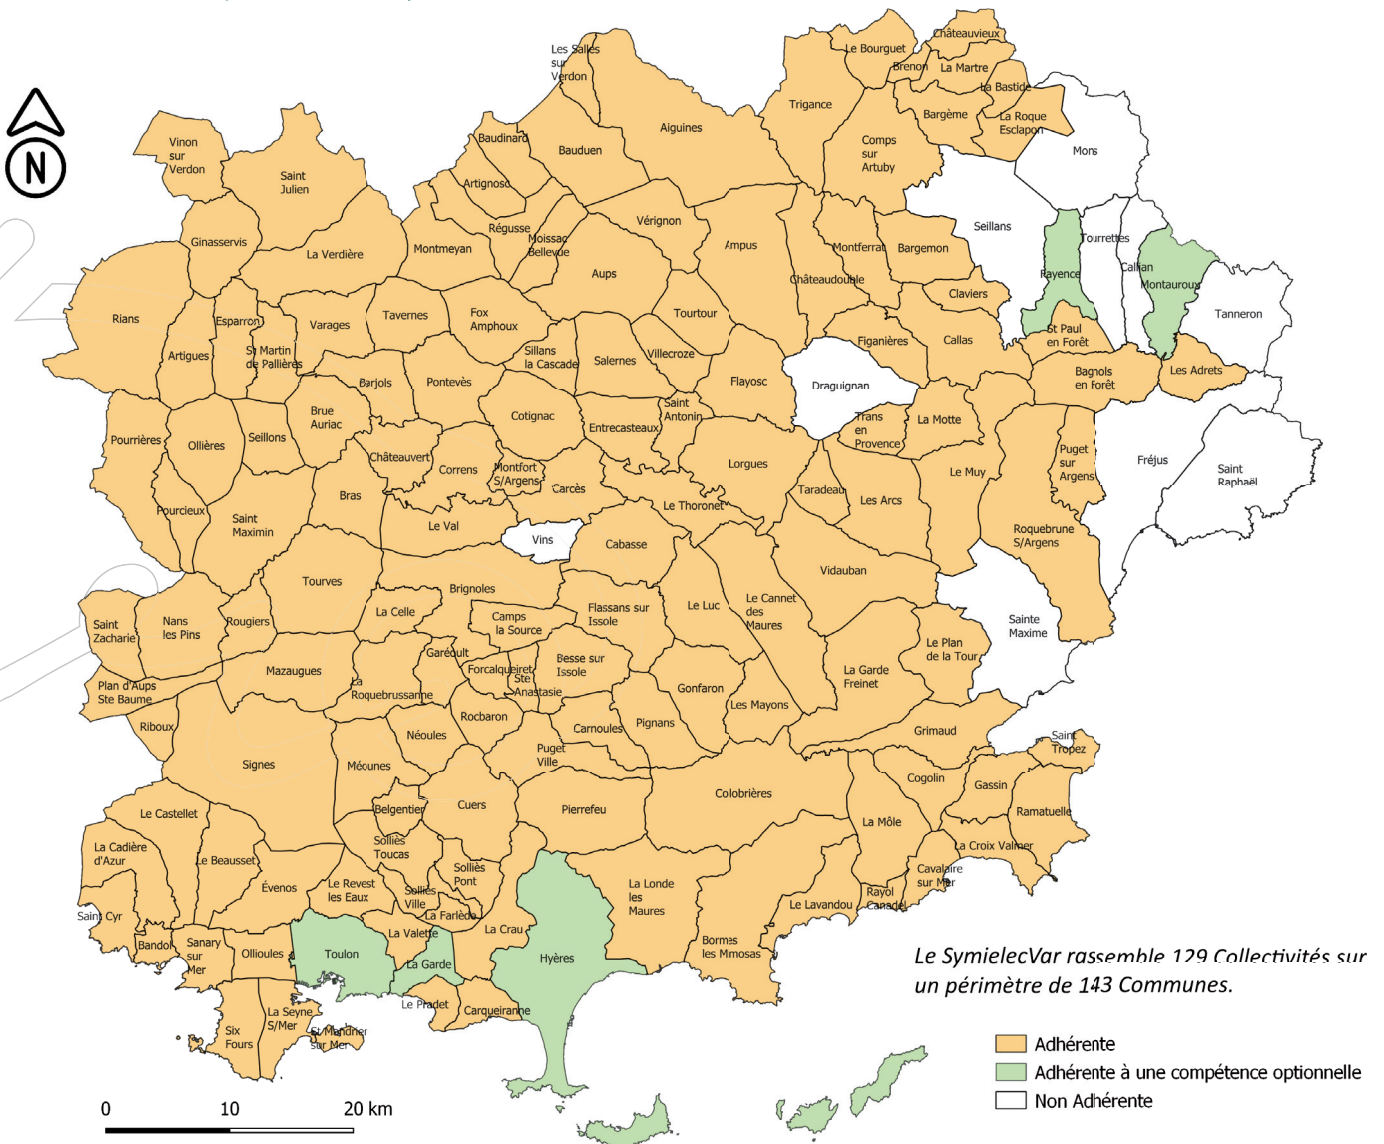 Châteauvieux
Le Bourguet
Les Salles
sur
Verdon
Brenon
La Martre
La Bastide
Trigance
Aiguines
Bargème
La Roque
Esclapon
Baudinard
Bauduen
Comps
sur
Artuby
Mons
Vinon
sur
Verdon
Saint
Julien
Artignosc
Régusse
Moissac
Bellevue
Vérignon
Ampus
Montferrat
Bargemon
Seillans
Tourrettes
Ginasservis
La Verdière
Montmeyan
Aups
Châteaudouble
Claviers
Fayence
Callian
Montauroux
Tanneron
Rians
Esparron
Artigues
St Martin
de Pallières
Varages
Tavernes
Fox
Amphoux
Tourtour
Sillans
la Cascade
Salernes
Villecroze
Figanières
Callas
St Paul
en Forêt
Bagnols
en forêt
Les Adrets
Barjols
Pontevès
Flayosc
Draguignan
Brue
Auriac
Cotignac
Entrecasteaux
Saint
Antonin
Trans
en
Provence
La Motte
Pourrières
Ollières
Seillons
Châteauvert
Correns
Montfort
S/Argens
Carcès
Lorgues
Taradeau
Les Arcs
Le Muy
Puget
sur
Argens
Fréjus
Saint
Raphaël
Pourcieux
Saint
Maximin
Bras
Le Val
Vins
Le Thoronet
Cabasse
Roquebrune
S/Argens
Vidauban
Tourves
Brignoles
La Celle
Camps
la Source
Flassans sur
Issole
Le Luc
Le Cannet
des
Maures
Sainte
Maxime
Saint
Zacharie
Nans
les Pins
Rougiers
Mazaugues
Garéoult
Forcalqueiret
Ste
Anastasie
Besse sur
Issole
La Garde
Freinet
Le Plan
de la Tour
Plan d'Aups
Ste Baume
Riboux
La
Roquebrussanne
Rocbaron
Gonfaron
Les Mayons
Néoules
Carnoules
Pignans
Grimaud
Saint
Tropez
Signes
Méounes
Puget
Ville
Cogolin
Gassin
Ramatuelle
Le Castellet
Belgentier
Cuers
Pierrefeu
Colobrières
La Môle
La Croix Valmer
La Cadière
d'Azur
Le Beausset
Solliès
Toucas
Solliès
Pont
Évenos
Le Revest
les Eaux
Solliès
Ville
La Farlède
La Londe
les
Maures
Le Lavandou
Rayol
Canadel
Cavalaire
sur Mer
Saint Cyr
Bandol
Sanary
sur
Mer
Ollioules
Toulon
La Valette
La Garde
La Crau
Hyères
Bormes
les Mmosas
Le Pradet
Carqueiranne
Six
Fours
La Seyne
S/Mer
St Mandrier
sur Mer
N
0 10 20 km
Le SymielecVar rassemble 129 Collectivités sur
un périmètre de 143 Communes.
Adhérente
Adhérente à une compétence optionnelle
Non Adhérente